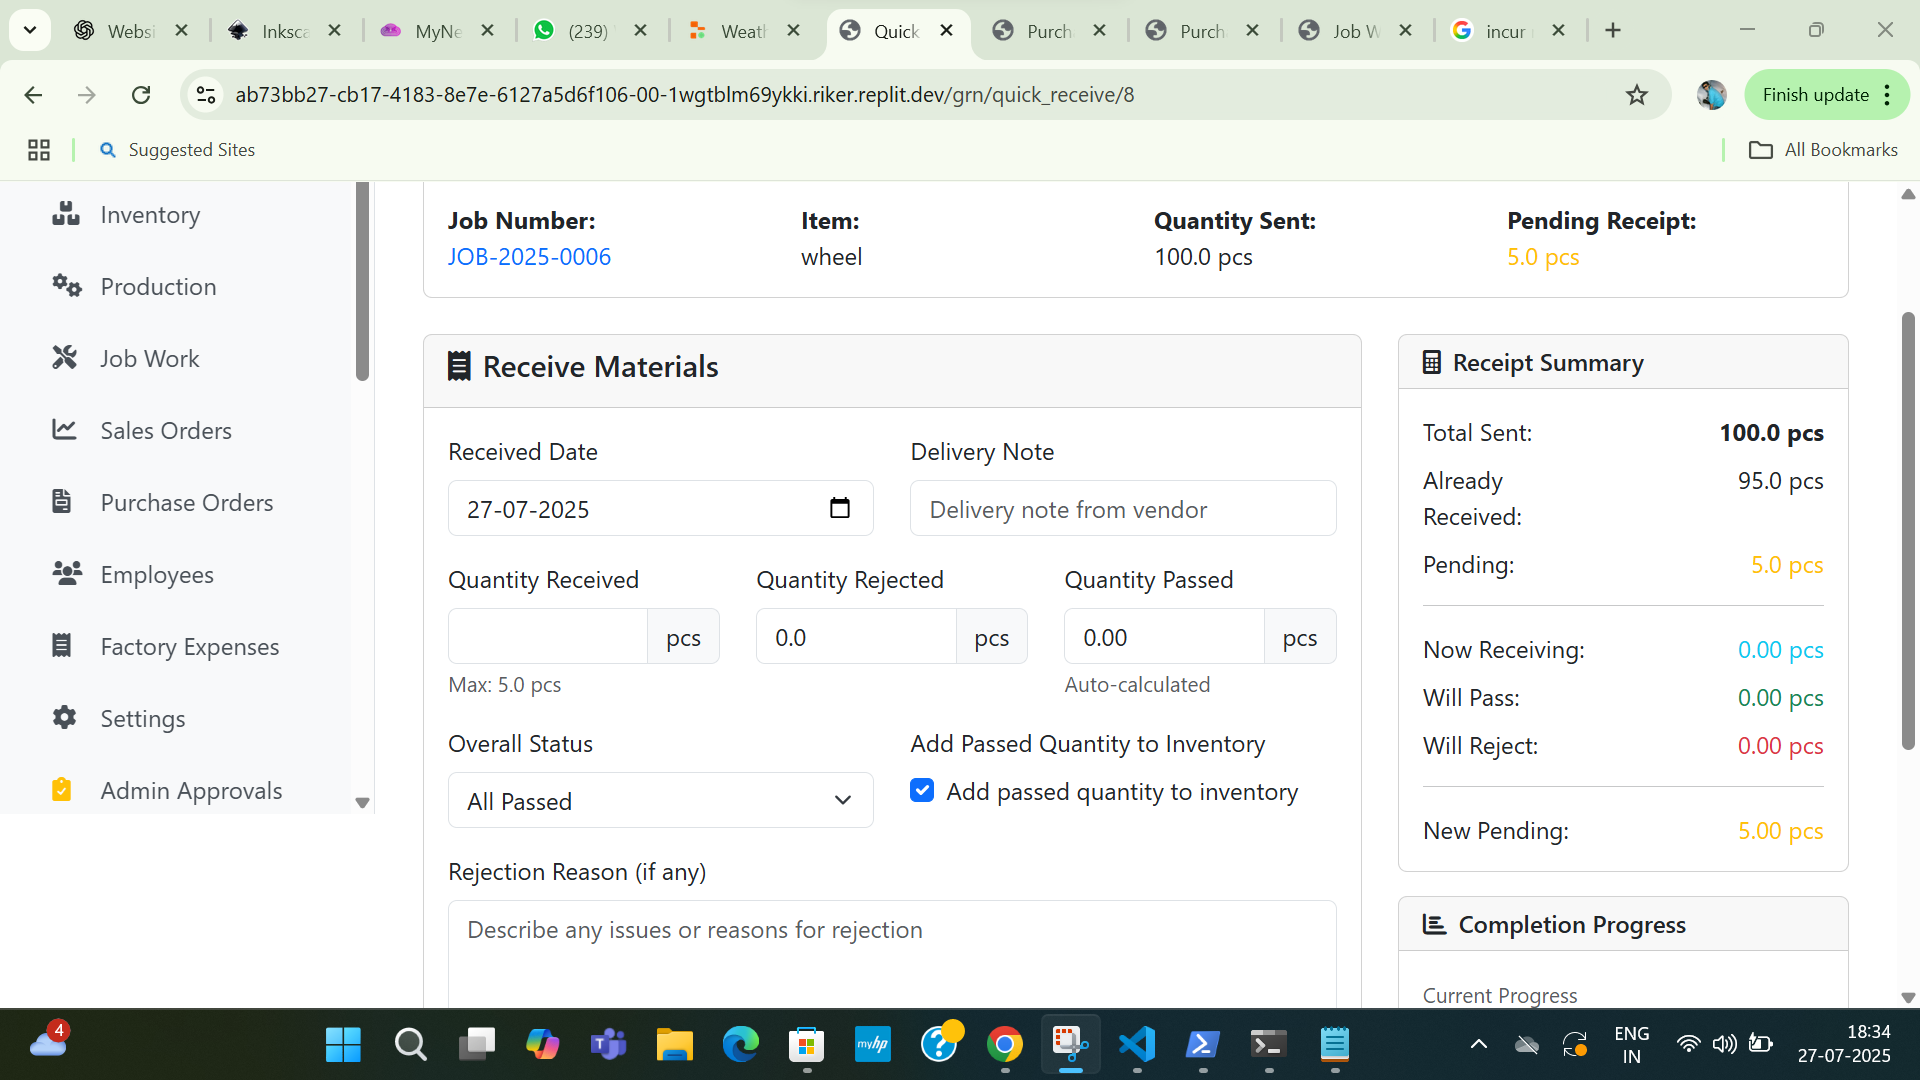 Websi
Inksca
MyNe
(239)
Weath
Quick
Purch
Purch
Job W
incur
ab73bb27-cb17-4183-8e7e-6127a5d6f106-00-1wgtblm69ykki.riker.replit.dev/grn/quick_receive/8
Finish update
Suggested Sites
All Bookmarks
Inventory
Production
Job Work
Sales Orders
Purchase Orders
Employees
Factory Expenses
Settings
Admin Approvals
Job Number:
JOB-2025-0006
Item:
wheel
Quantity Sent:
100.0 pcs
Pending Receipt:
5.0 pcs
Receive Materials
Received Date
27-07-2025
Delivery Note
Delivery note from vendor
Quantity Received
pcs
Max: 5.0 pcs
Quantity Rejected
0.0 pcs
Quantity Passed
0.00 pcs
Auto-calculated
Overall Status
All Passed
Add Passed Quantity to Inventory
Add passed quantity to inventory
Rejection Reason (if any)
Describe any issues or reasons for rejection
Receipt Summary
Total Sent: 100.0 pcs
Already 95.0 pcs
Received:
Pending: 5.0 pcs
Now Receiving: 0.00 pcs
Will Pass: 0.00 pcs
Will Reject: 0.00 pcs
New Pending: 5.00 pcs
Completion Progress
Current Progress
4
myhp
ENG
IN
18:34
27-07-2025